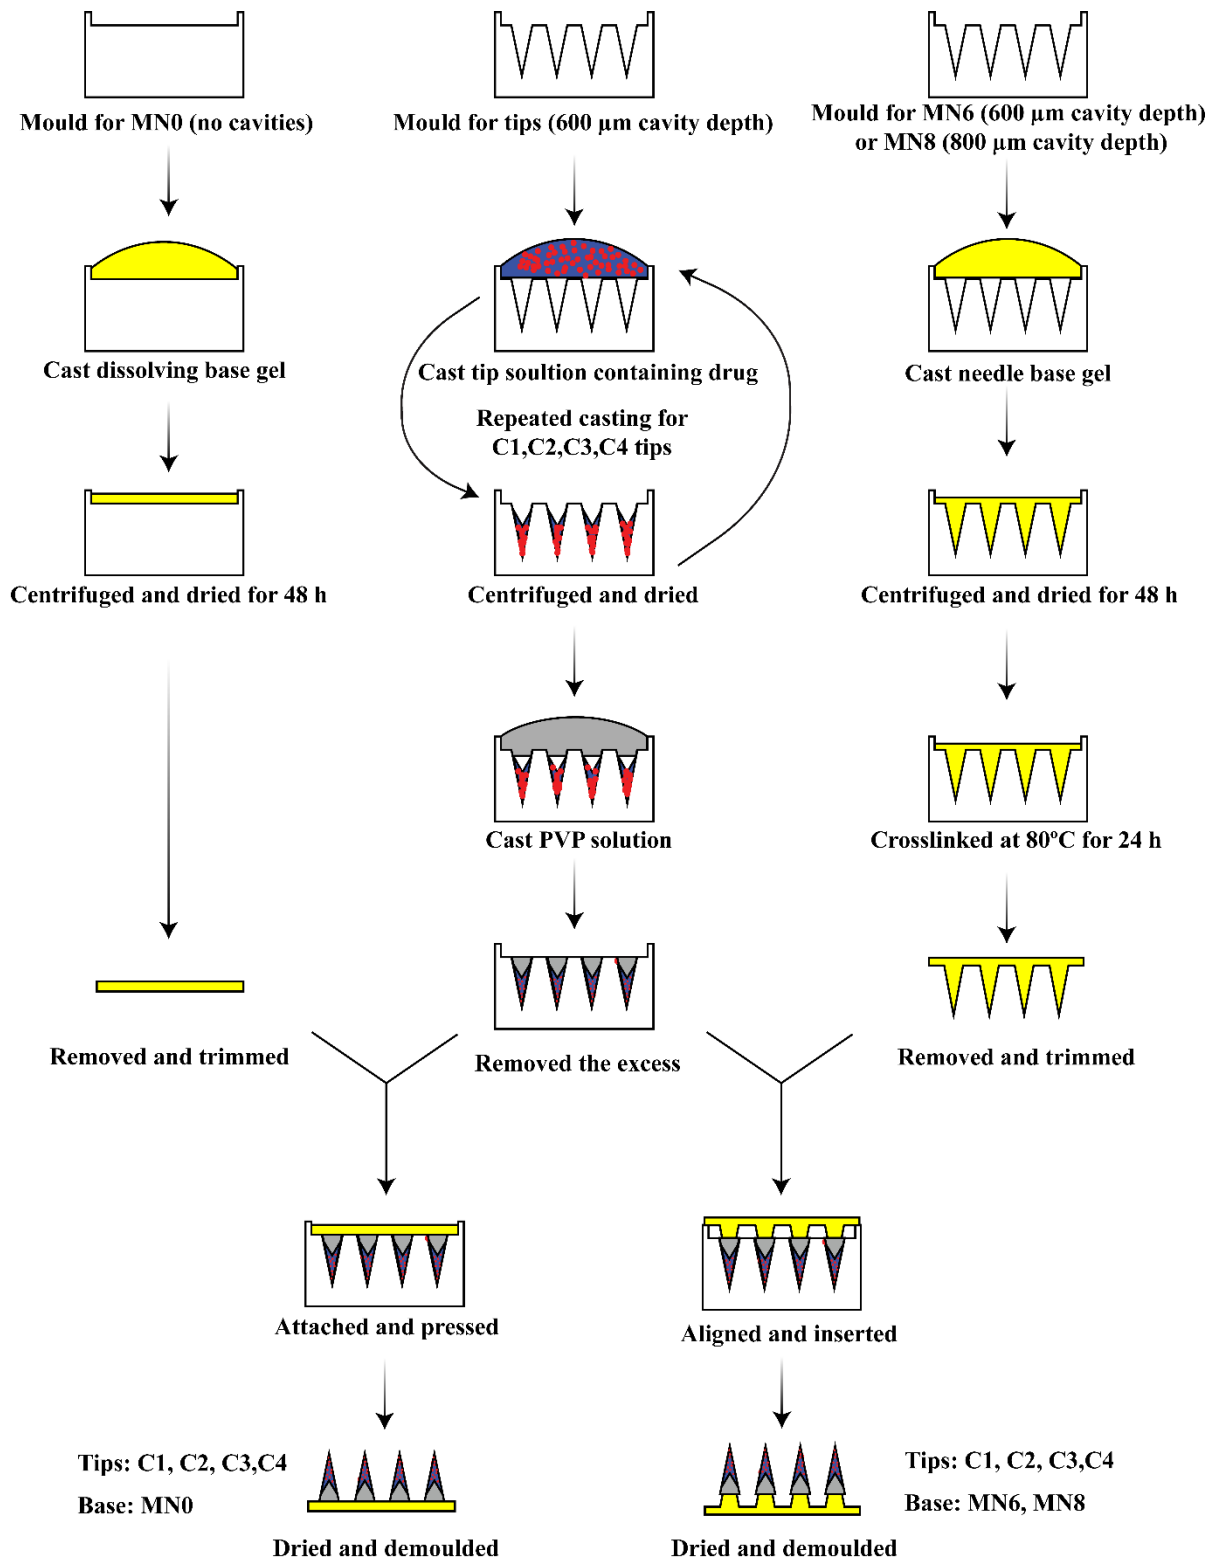 Mould for MN0 (no cavities)
Mould for tips (600 µm cavity depth)
Mould for MN6 (600 µm cavity depth)
or MN8 (800 µm cavity depth)
Cast dissolving base gel
Cast tip soultion containing drug
Cast needle base gel
Repeated casting for
C1,C2,C3,C4 tips
Centrifuged and dried for 48 h
Centrifuged and dried
Centrifuged and dried for 48 h
Cast PVP solution
Crosslinked at 80ºC for 24 h
Removed and trimmed
Removed the excess
Removed and trimmed
Attached and pressed
Aligned and inserted
Tips: C1, C2, C3,C4
Base: MN0
Tips: C1, C2, C3,C4
Base: MN6, MN8
Dried and demoulded
Dried and demoulded